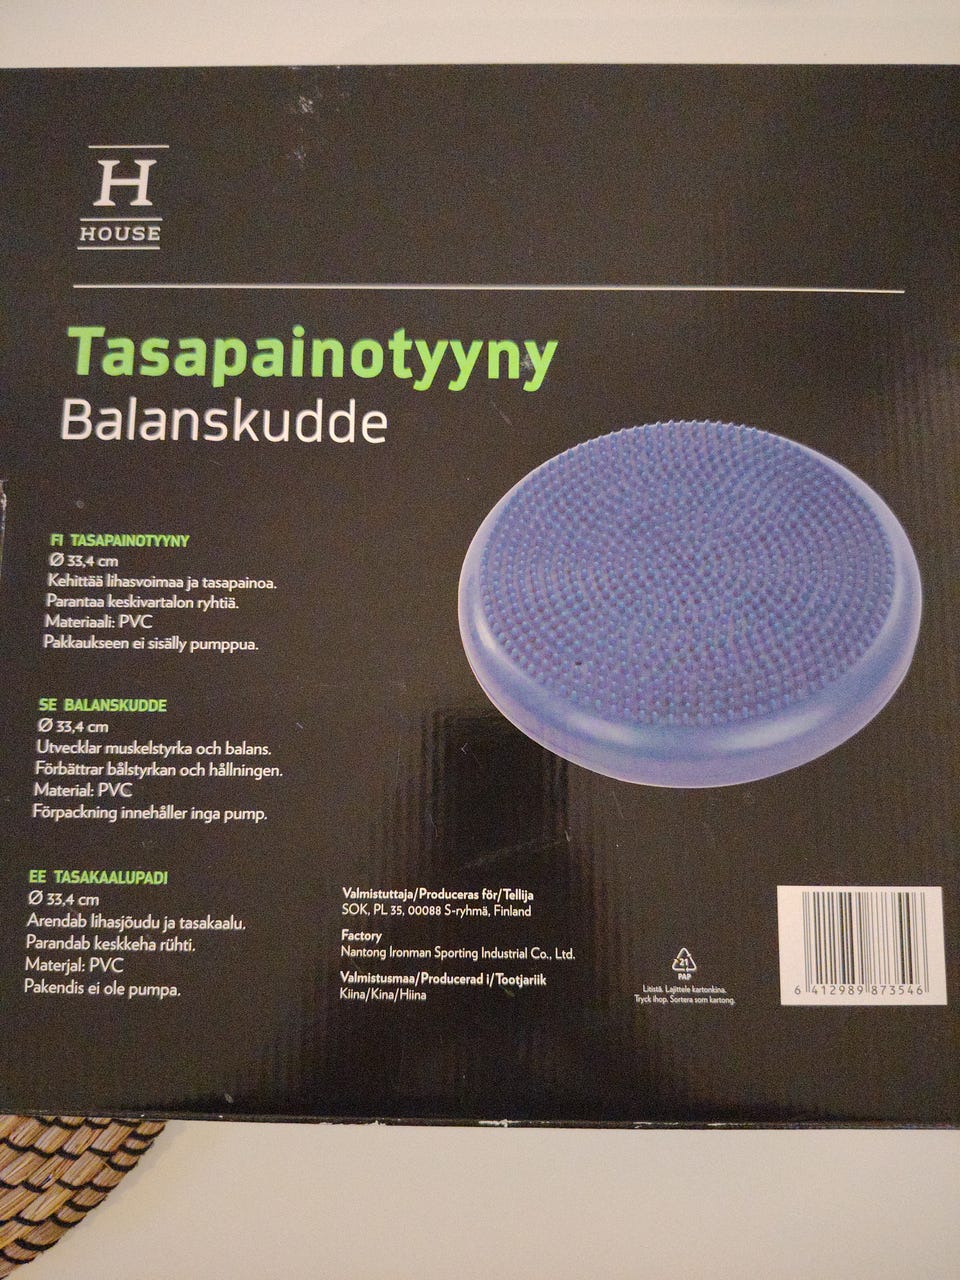 H
HOUSE
Tasapainotyyny
Balanskudde
FI TASAPAINOTYYNY
Ø 33,4 cm
Kehittää lihasvoimaa ja tasapainoa.
Parantaa keskivartalon ryhtiä.
Materiaali: PVC
Pakkaukseen ei sisälly pumppua.
SE BALANSKUDDE
Ø 33,4 cm
Utvecklar muskelstyrka och balans.
Förbättrar bålstyrkan och hållningen.
Material: PVC
Förpackning innehåller inga pump.
EE TASAKAALUPADI
Ø 33,4 cm
Arendab lihasjõudu ja tasakaalu.
Parandab keskkeha rühti.
Materjal: PVC
Pakendis ei ole pumpa.
Valmistuttaja/Produceras för/Tellija
SOK, PL 35, 00088 S-ryhmä, Finland
Factory
Nantong Ironman Sporting Industrial Co., Ltd.
Valmistusmaa/Producerad i/Tootjariik
Kiina/Kina/Hiina
21
PAP
Litistä. Lajittele kartonkina.
Tryck ihop. Sortera som kartong.
6 412989 873546